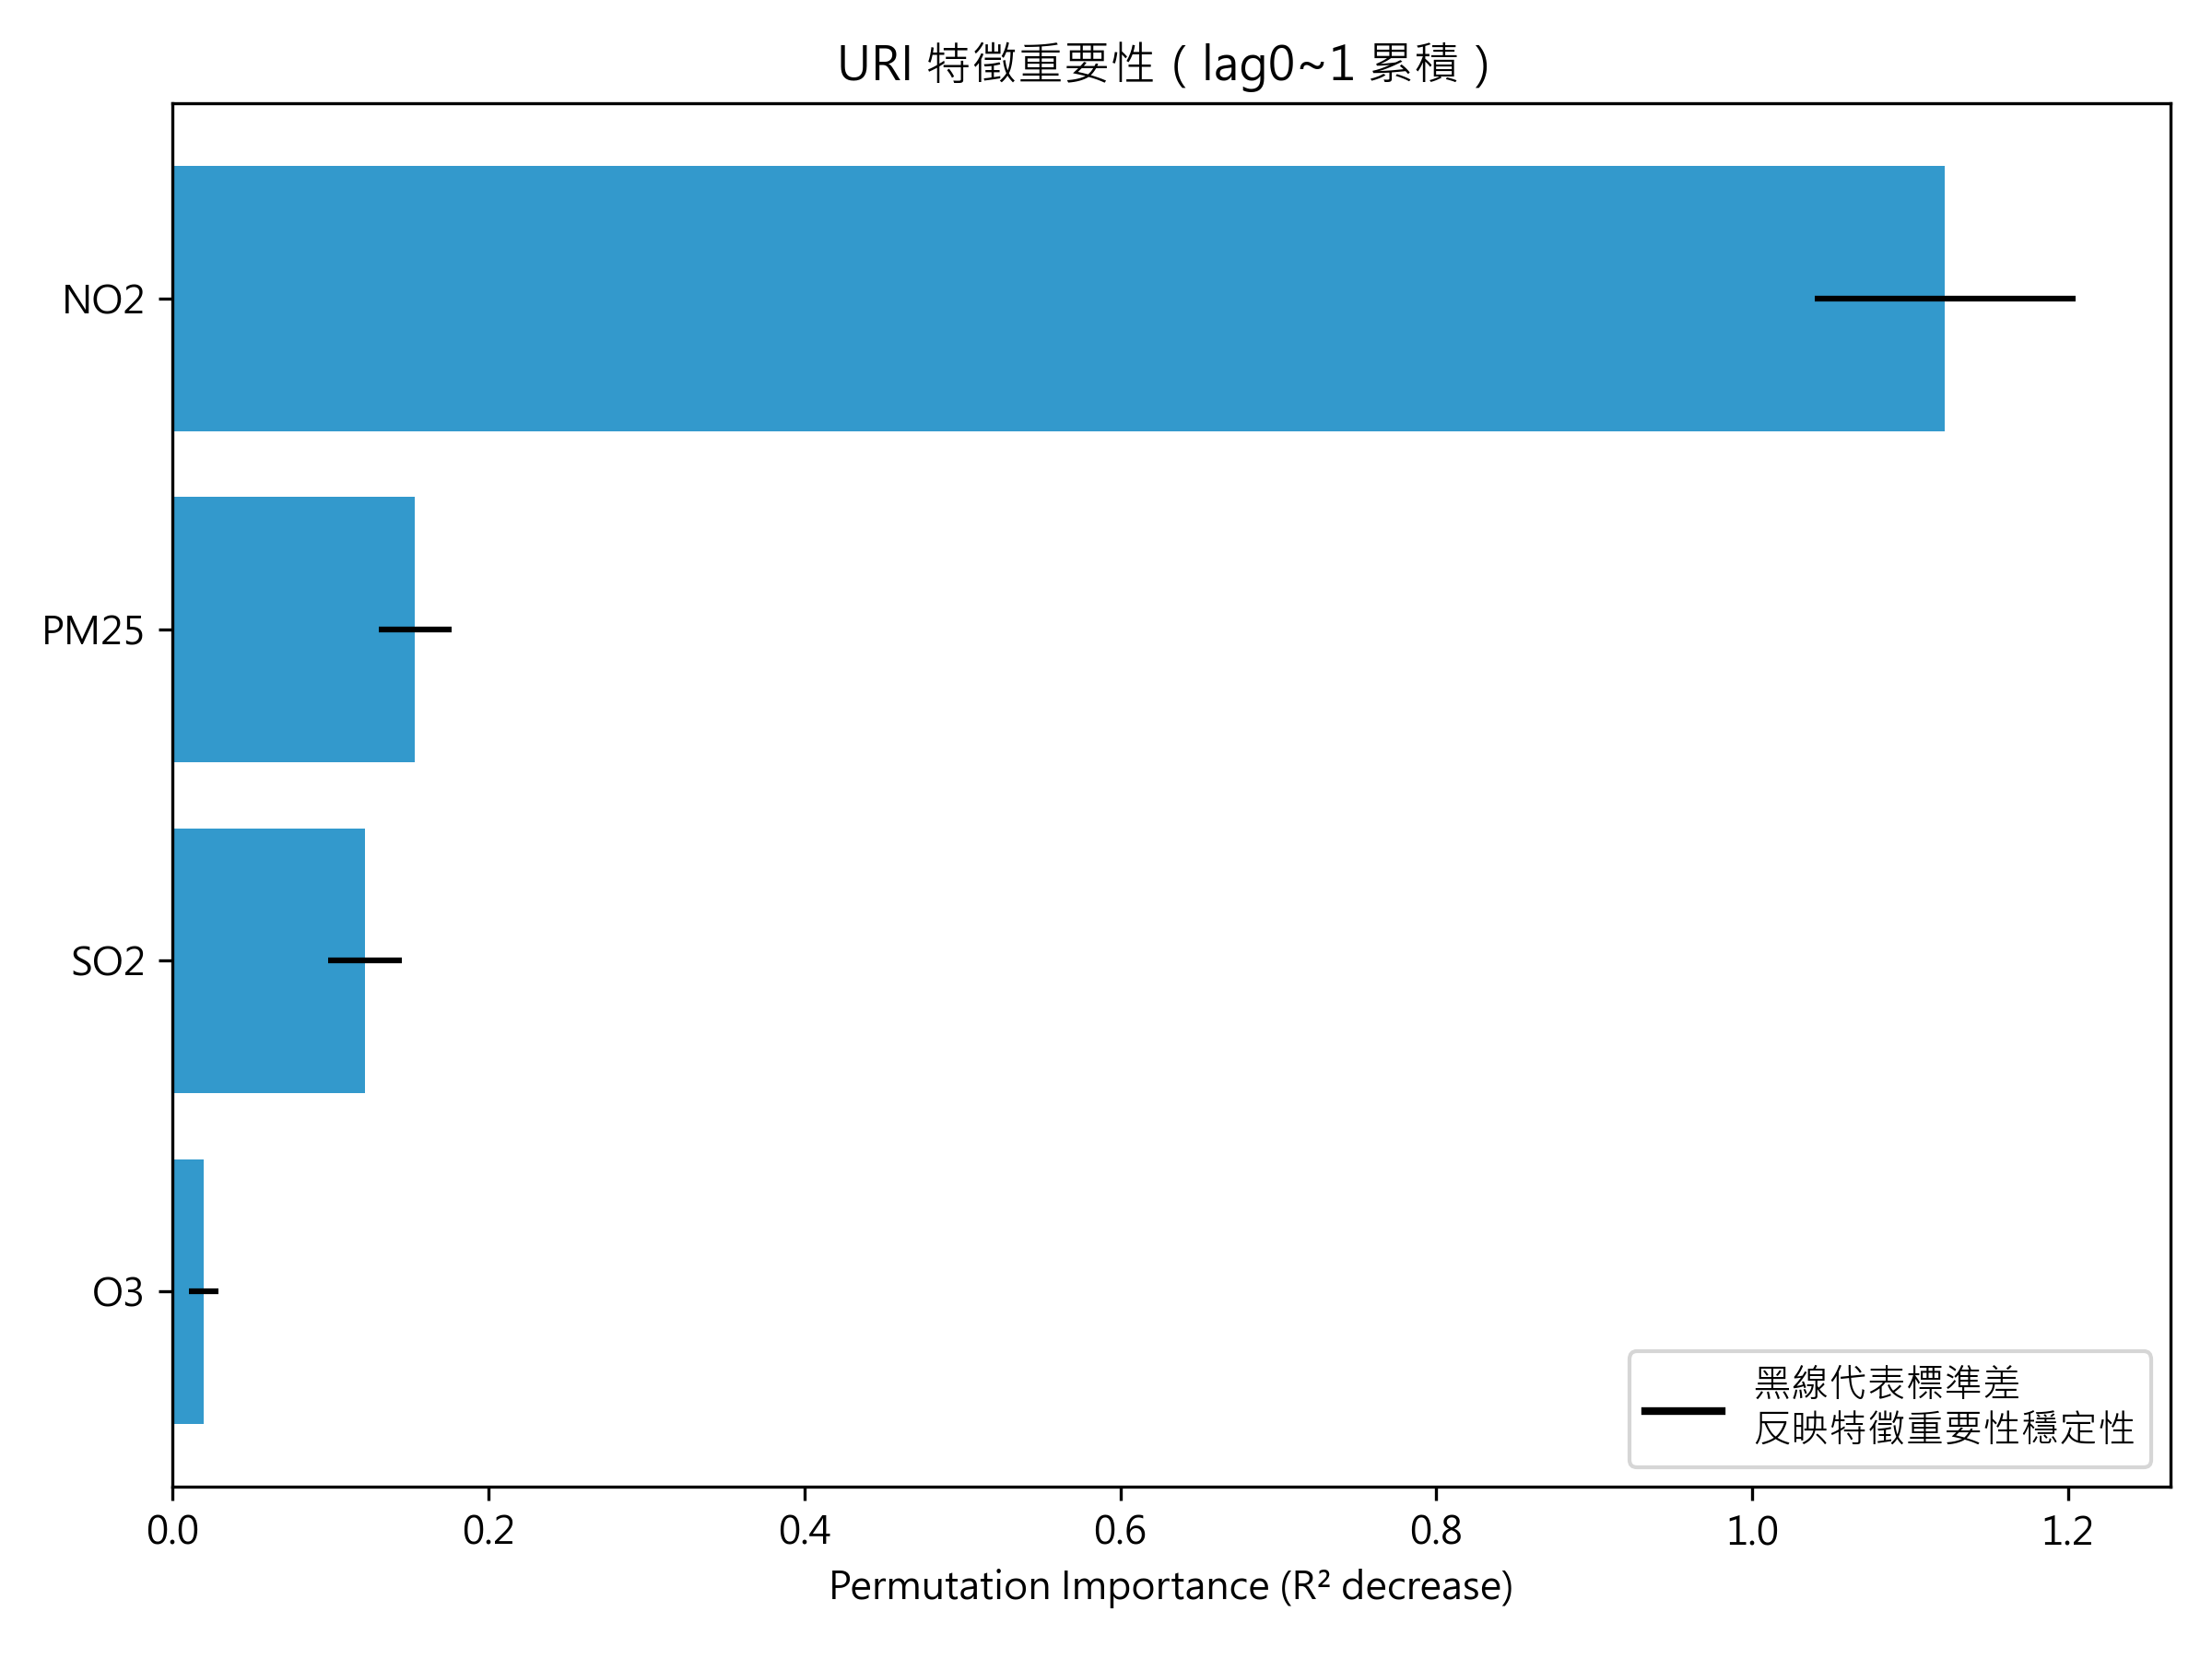 URI 特徵重要性（lag0~1 累積）
NO2
PM25
SO2
O3
黑線代表標準差
反映特徵重要性穩定性
0.0 0.2 0.4 0.6 0.8 1.0 1.2
Permutation Importance (R² decrease)